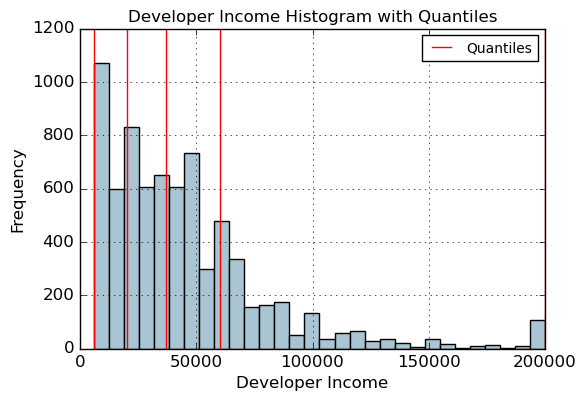 Developer Income Histogram with Quantiles
1200
1000
800
600
400
200
0
Frequency
Quantiles
0 50000 100000 150000 200000
Developer Income